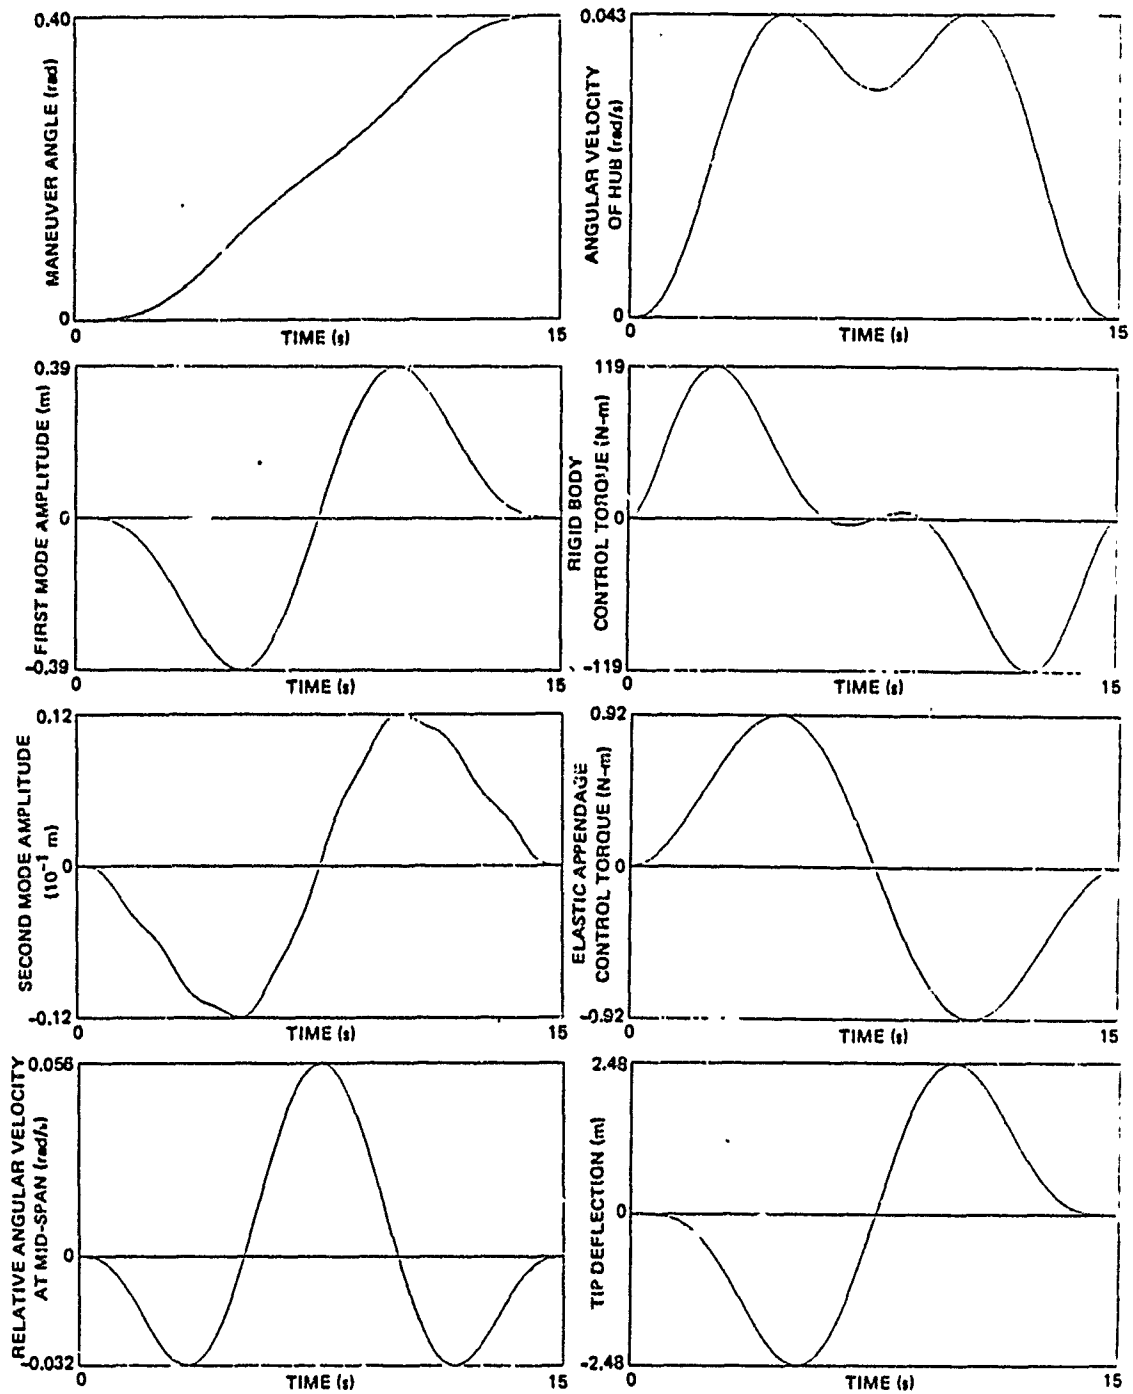 MANEUVER ANGLE (rad)
0.40
0
0
TIME (s)
15
ANGULAR VELOCITY
OF HUB (rad/s)
0.043
0
0
TIME (s)
15
FIRST MODE AMPLITUDE (m)
0.39
0
-0.39
0
TIME (s)
15
RIGID BODY
CONTROL TORQUE (N-m)
119
0
-119
0
TIME (s)
15
SECOND MODE AMPLITUDE
(10⁻¹ m)
0.12
0
-0.12
0
TIME (s)
15
ELASTIC APPENDAGE
CONTROL TORQUE (N-m)
0.92
0
-0.92
0
TIME (s)
15
RELATIVE ANGULAR VELOCITY
AT MID-SPAN (rad/s)
0.056
0
-0.032
0
TIME (s)
15
TIP DEFLECTION (m)
2.48
0
-2.48
0
TIME (s)
15